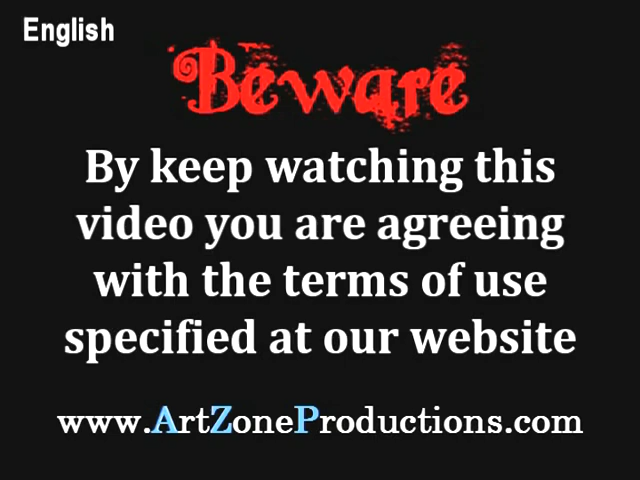 English
Beware
By keep watching this
video you are agreeing
with the terms of use
specified at our website
www.ArtZoneProductions.com